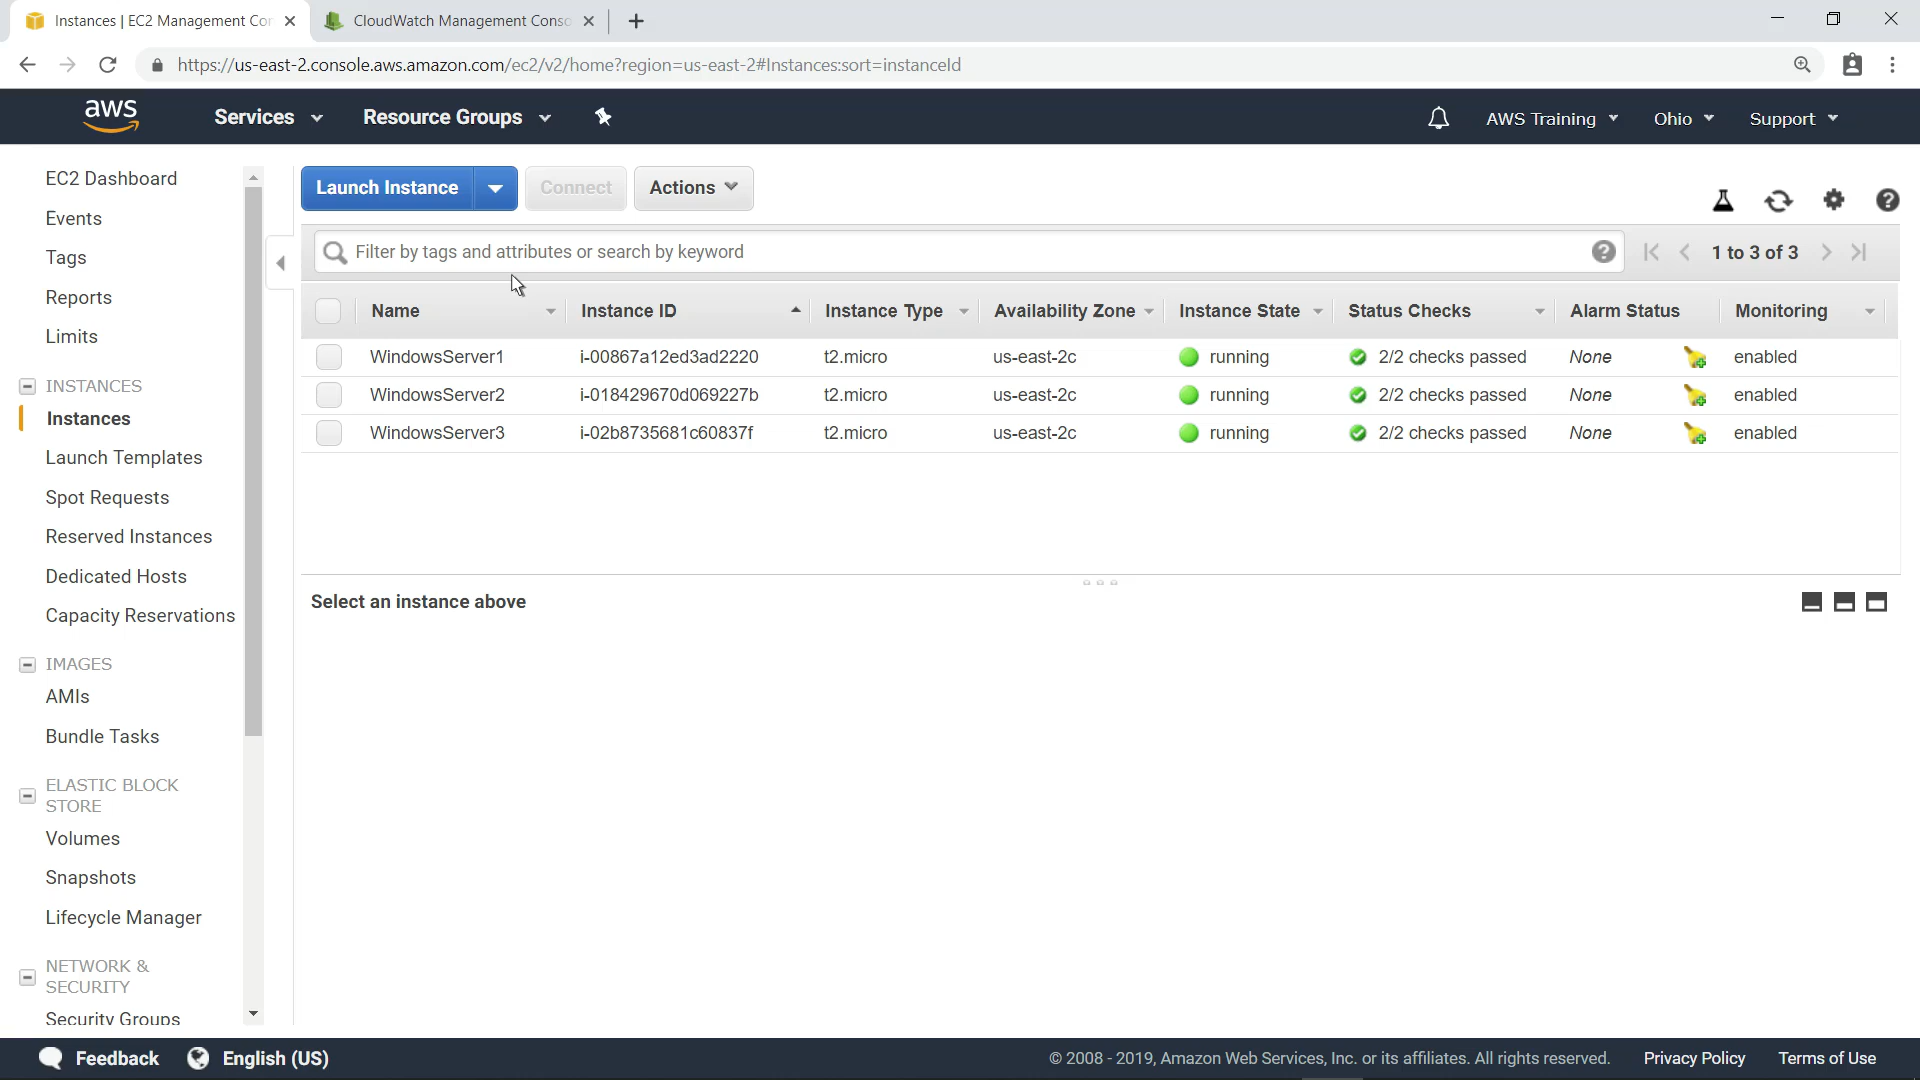 Instances | EC2 Management Con
CloudWatch Management Conso
https://us-east-2.console.aws.amazon.com/ec2/v2/home?region=us-east-2#Instances:sort=instanceId
aws
Services
Resource Groups
AWS Training
Ohio
Support
EC2 Dashboard
Events
Tags
Reports
Limits
INSTANCES
Instances
Launch Templates
Spot Requests
Reserved Instances
Dedicated Hosts
Capacity Reservations
IMAGES
AMIs
Bundle Tasks
ELASTIC BLOCK
STORE
Volumes
Snapshots
Lifecycle Manager
NETWORK &
SECURITY
Security Groups
Launch Instance
Connect
Actions
Filter by tags and attributes or search by keyword
1 to 3 of 3
Name Instance ID Instance Type Availability Zone Instance State Status Checks Alarm Status Monitoring
WindowsServer1 i-00867a12ed3ad2220 t2.micro us-east-2c running 2/2 checks passed None enabled
WindowsServer2 i-018429670d069227b t2.micro us-east-2c running 2/2 checks passed None enabled
WindowsServer3 i-02b8735681c60837f t2.micro us-east-2c running 2/2 checks passed None enabled
Select an instance above
Feedback
English (US)
© 2008 - 2019, Amazon Web Services, Inc. or its affiliates. All rights reserved.
Privacy Policy
Terms of Use